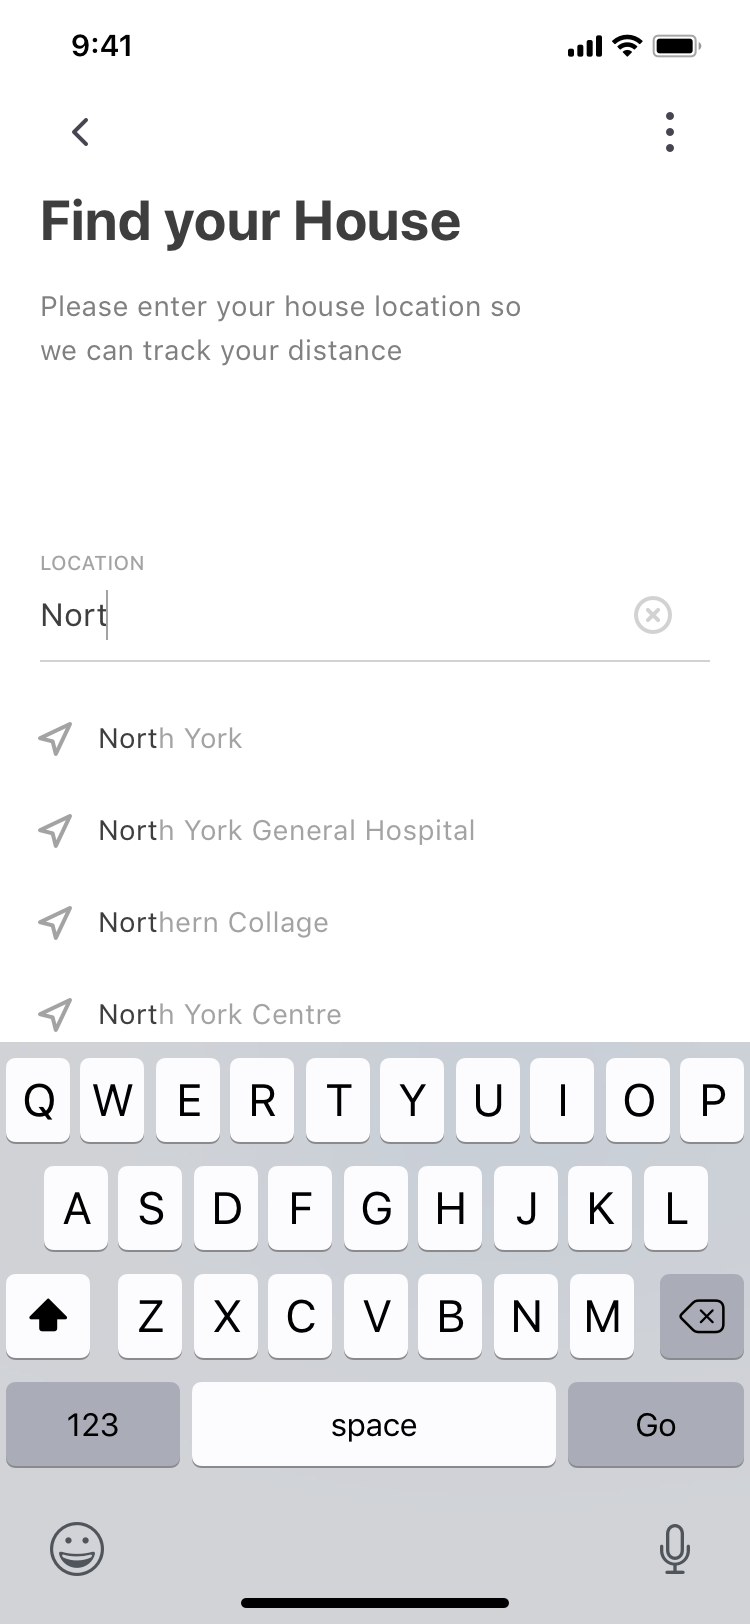 9:41
Find your House
Please enter your house location so
we can track your distance
LOCATION
Nort
North York
North York General Hospital
Northern Collage
North York Centre
Q W E R T Y U I O P
A S D F G H J K L
Z X C V B N M
123 space Go